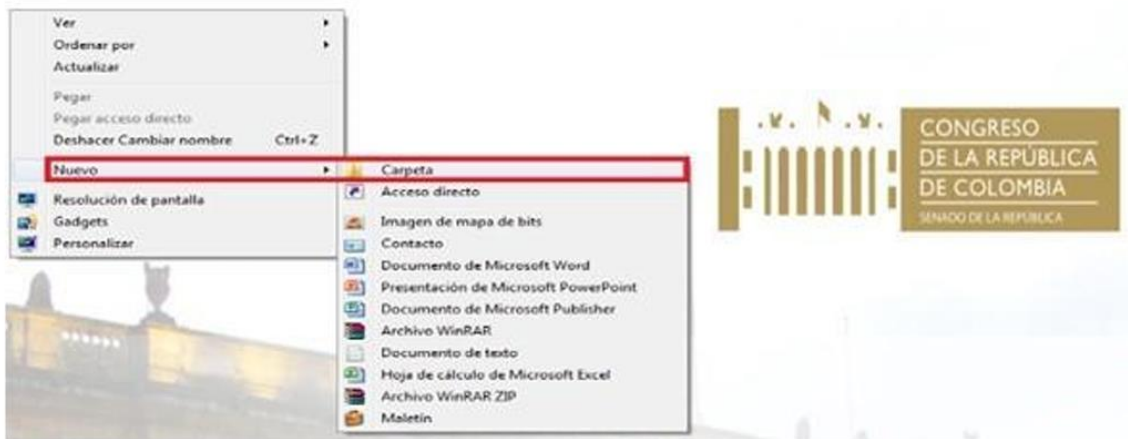 Ver
Ordenar por
Actualizar
Pegar
Pegar acceso directo
Deshacer Cambiar nombre Ctrl+Z
Nuevo
Resolución de pantalla
Gadgets
Personalizar
Carpeta
Acceso directo
Imagen de mapa de bits
Contacto
Documento de Microsoft Word
Presentación de Microsoft PowerPoint
Documento de Microsoft Publisher
Archivo WinRAR
Documento de texto
Hoja de cálculo de Microsoft Excel
Archivo WinRAR ZIP
Maletín
CONGRESO
DE LA REPÚBLICA
DE COLOMBIA
SENADO DE LA REPÚBLICA